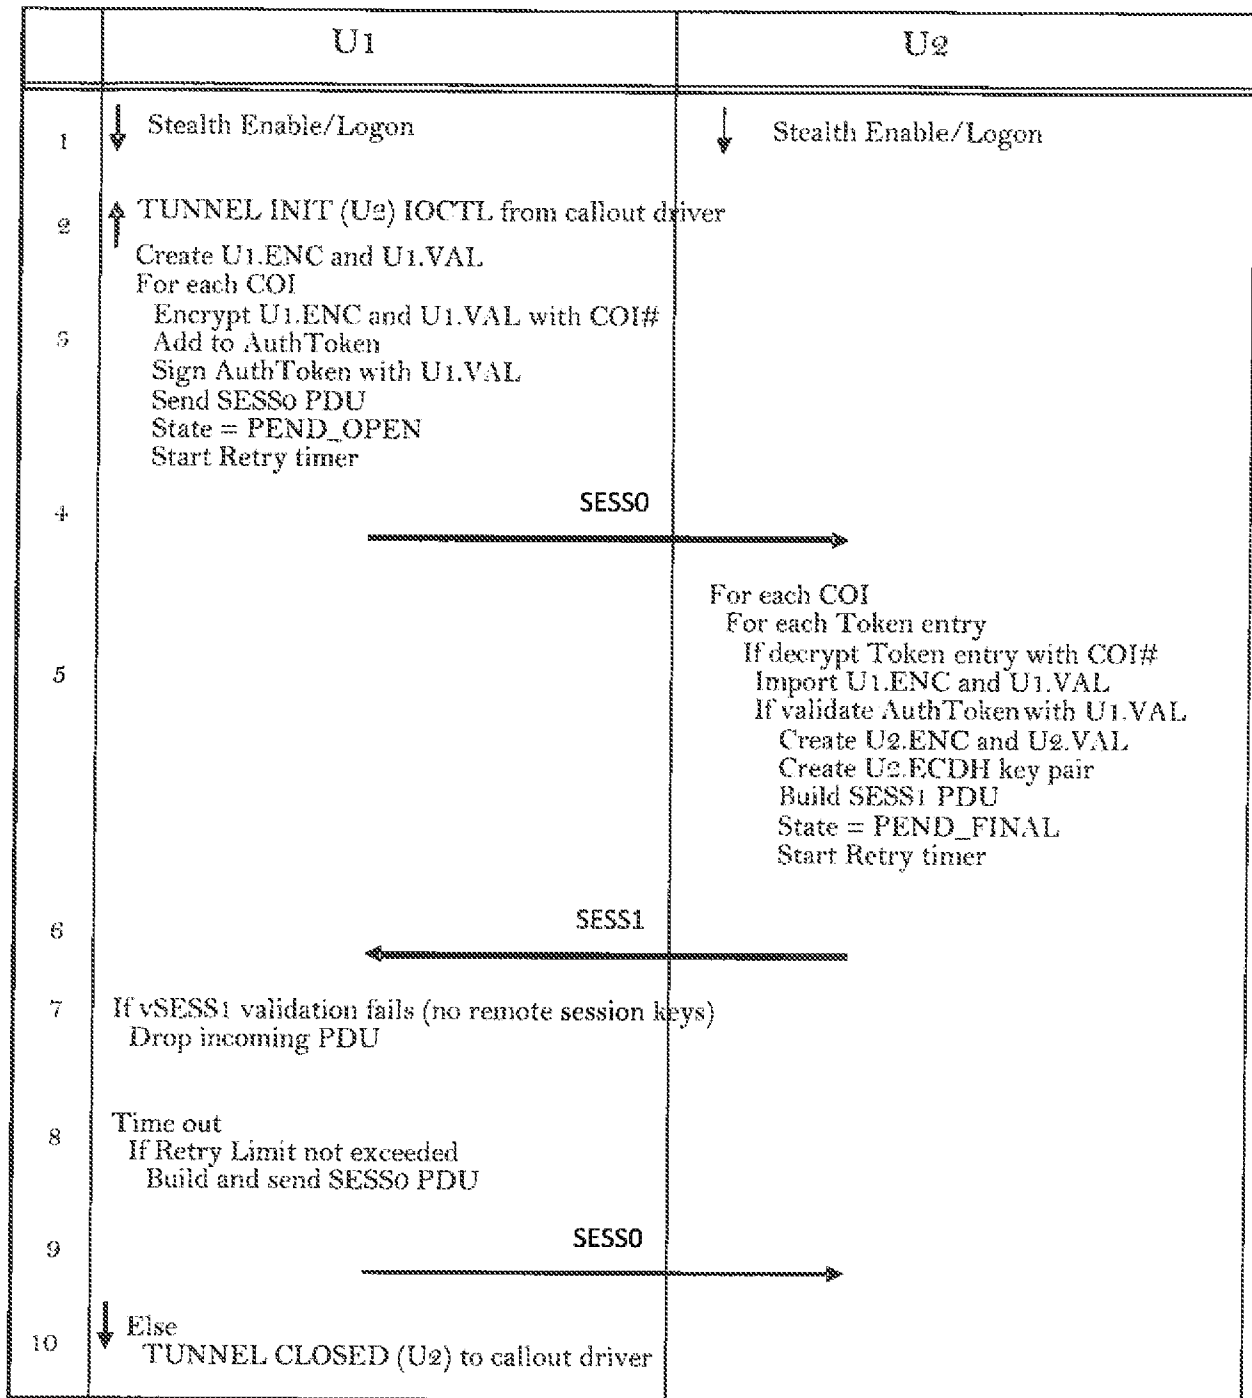 U1 U2
1 Stealth Enable/Logon Stealth Enable/Logon
2 TUNNEL INIT (U2) IOCTL from callout driver
Create U1.ENC and U1.VAL
For each COI
Encrypt U1.ENC and U1.VAL with COI#
3 Add to AuthToken
Sign AuthToken with U1.VAL
Send SESS0 PDU
State = PEND_OPEN
Start Retry timer
4 SESS0
For each COI
For each Token entry
If decrypt Token entry with COI#
5 Import U1.ENC and U1.VAL
If validate AuthToken with U1.VAL
Create U2.ENC and U2.VAL
Create U2.ECDH key pair
Build SESS1 PDU
State = PEND_FINAL
Start Retry timer
6 SESS1
7 If vSESS1 validation fails (no remote session keys)
Drop incoming PDU
Time out
8 If Retry Limit not exceeded
Build and send SESS0 PDU
9 SESS0
Else
10 TUNNEL CLOSED (U2) to callout driver